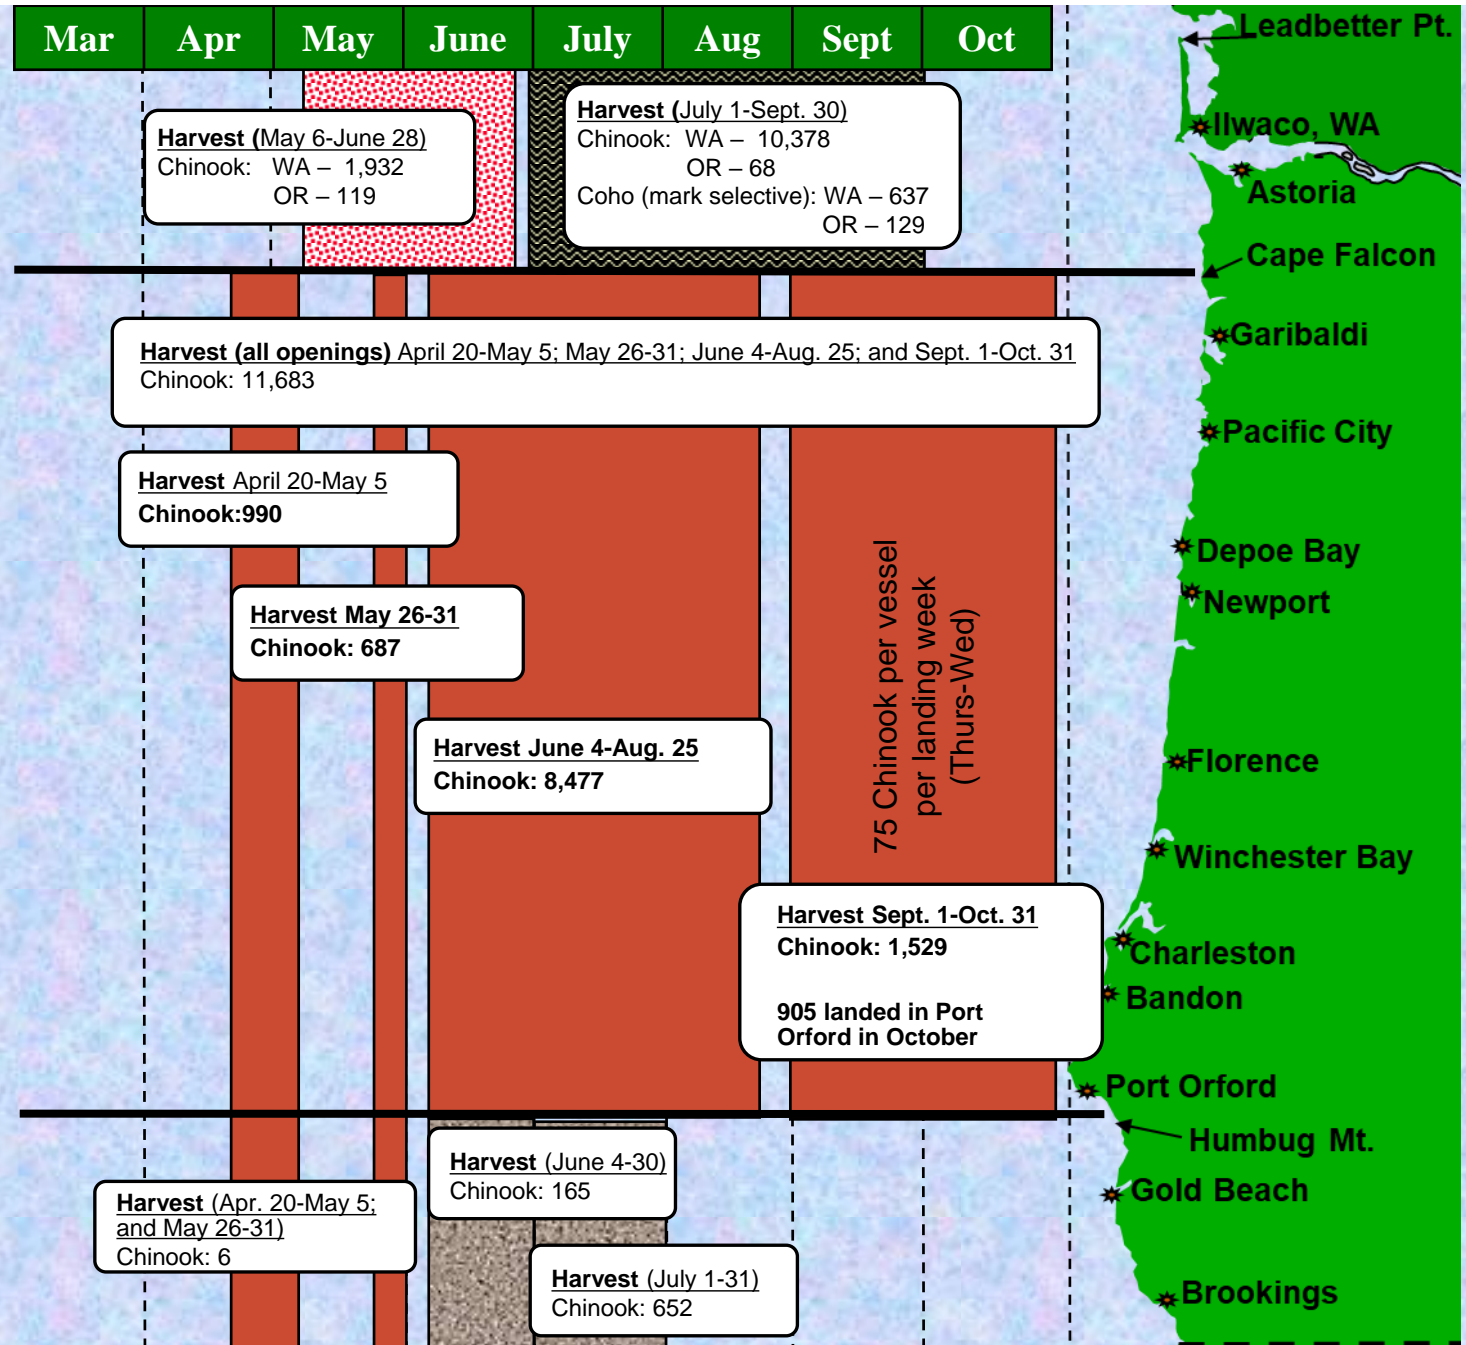 Mar Apr May June July Aug Sept Oct
Leadbetter Pt.
Harvest (May 6-June 28)
Chinook: WA – 1,932
OR – 119
Harvest (July 1-Sept. 30)
Chinook: WA – 10,378
OR – 68
Coho (mark selective): WA – 637
OR – 129
Ilwaco, WA
Astoria
Cape Falcon
Harvest (all openings) April 20-May 5; May 26-31; June 4-Aug. 25; and Sept. 1-Oct. 31
Chinook: 11,683
Garibaldi
Pacific City
Harvest April 20-May 5
Chinook:990
Depoe Bay
Newport
Harvest May 26-31
Chinook: 687
75 Chinook per vessel
per landing week
(Thurs-Wed)
Harvest June 4-Aug. 25
Chinook: 8,477
Florence
Winchester Bay
Harvest Sept. 1-Oct. 31
Chinook: 1,529
905 landed in Port
Orford in October
Charleston
Bandon
Port Orford
Humbug Mt.
Harvest (June 4-30)
Chinook: 165
Gold Beach
Harvest (Apr. 20-May 5;
and May 26-31)
Chinook: 6
Harvest (July 1-31)
Chinook: 652
Brookings